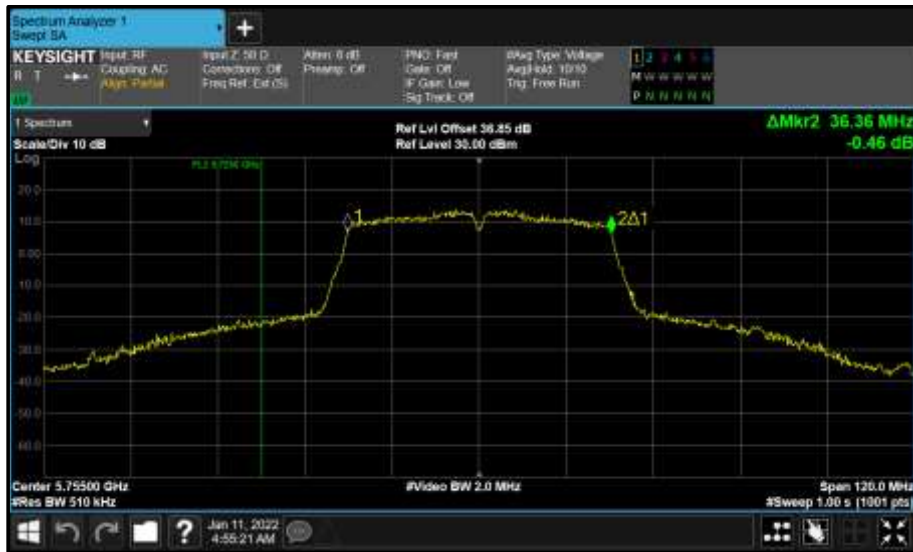 Spectrum Analyzer 1
Swept SA
+
KEYSIGHT
R T
Input: RF
Coupling: AC
Align: Partial
Input Z: 50 Ω
Corrections: Off
Freq Ref: Ext (S)
Atten: 0 dB
Preamp: Off
PNO: Fast
Gate: Off
IF Gain: Low
Sig Track: Off
#Avg Type: Voltage
Avg|Hold: 10/10
Trig: Free Run
1 2 3 4 5 6
M W W W W W
P N N N N N
1 Spectrum
Scale/Div 10 dB
Ref Lvl Offset 36.85 dB
Ref Level 30.00 dBm
ΔMkr2 36.36 MHz
-0.46 dB
Log
20.0
10.0
0.00
-10.0
-20.0
-30.0
-40.0
-50.0
-60.0
1
2Δ1
Center 5.75500 GHz
#Res BW 510 kHz
#Video BW 2.0 MHz
Span 120.0 MHz
#Sweep 1.00 s (1001 pts)
?
Jan 11, 2022
4:55:21 AM